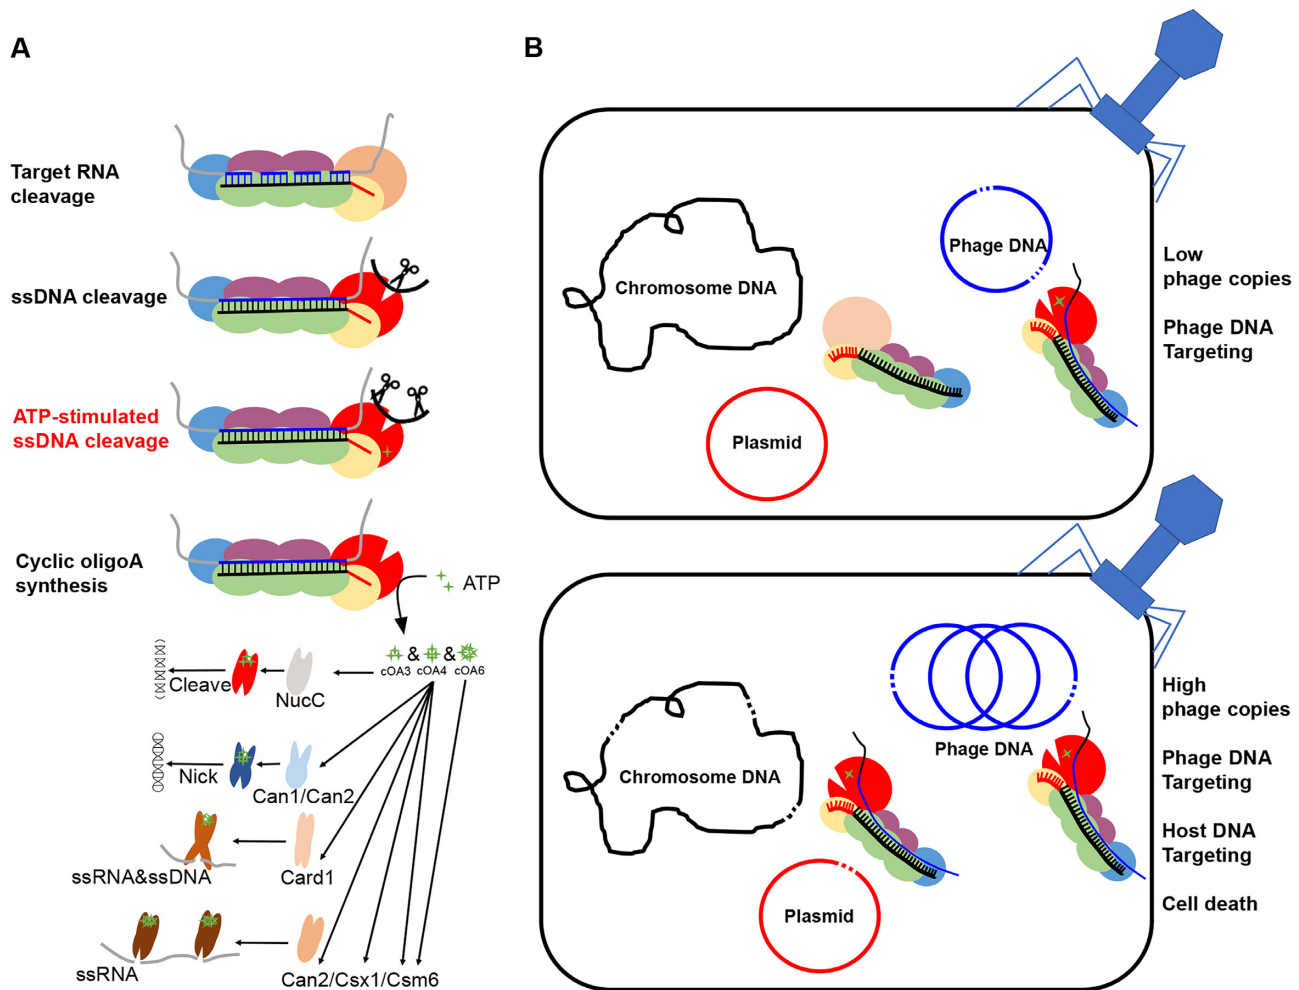 A
Target RNA
cleavage
ssDNA cleavage
ATP-stimulated
ssDNA cleavage
Cyclic oligoA
synthesis
ATP
& &
cOA3 cOA4 cOA6
Cleave
NucC
Nick
Can1/Can2
ssRNA&ssDNA
Card1
ssRNA
Can2/Csx1/Csm6
B
Chromosome DNA
Phage DNA
Plasmid
Low
phage copies
Phage DNA
Targeting
Chromosome DNA
Phage DNA
Plasmid
High
phage copies
Phage DNA
Targeting
Host DNA
Targeting
Cell death